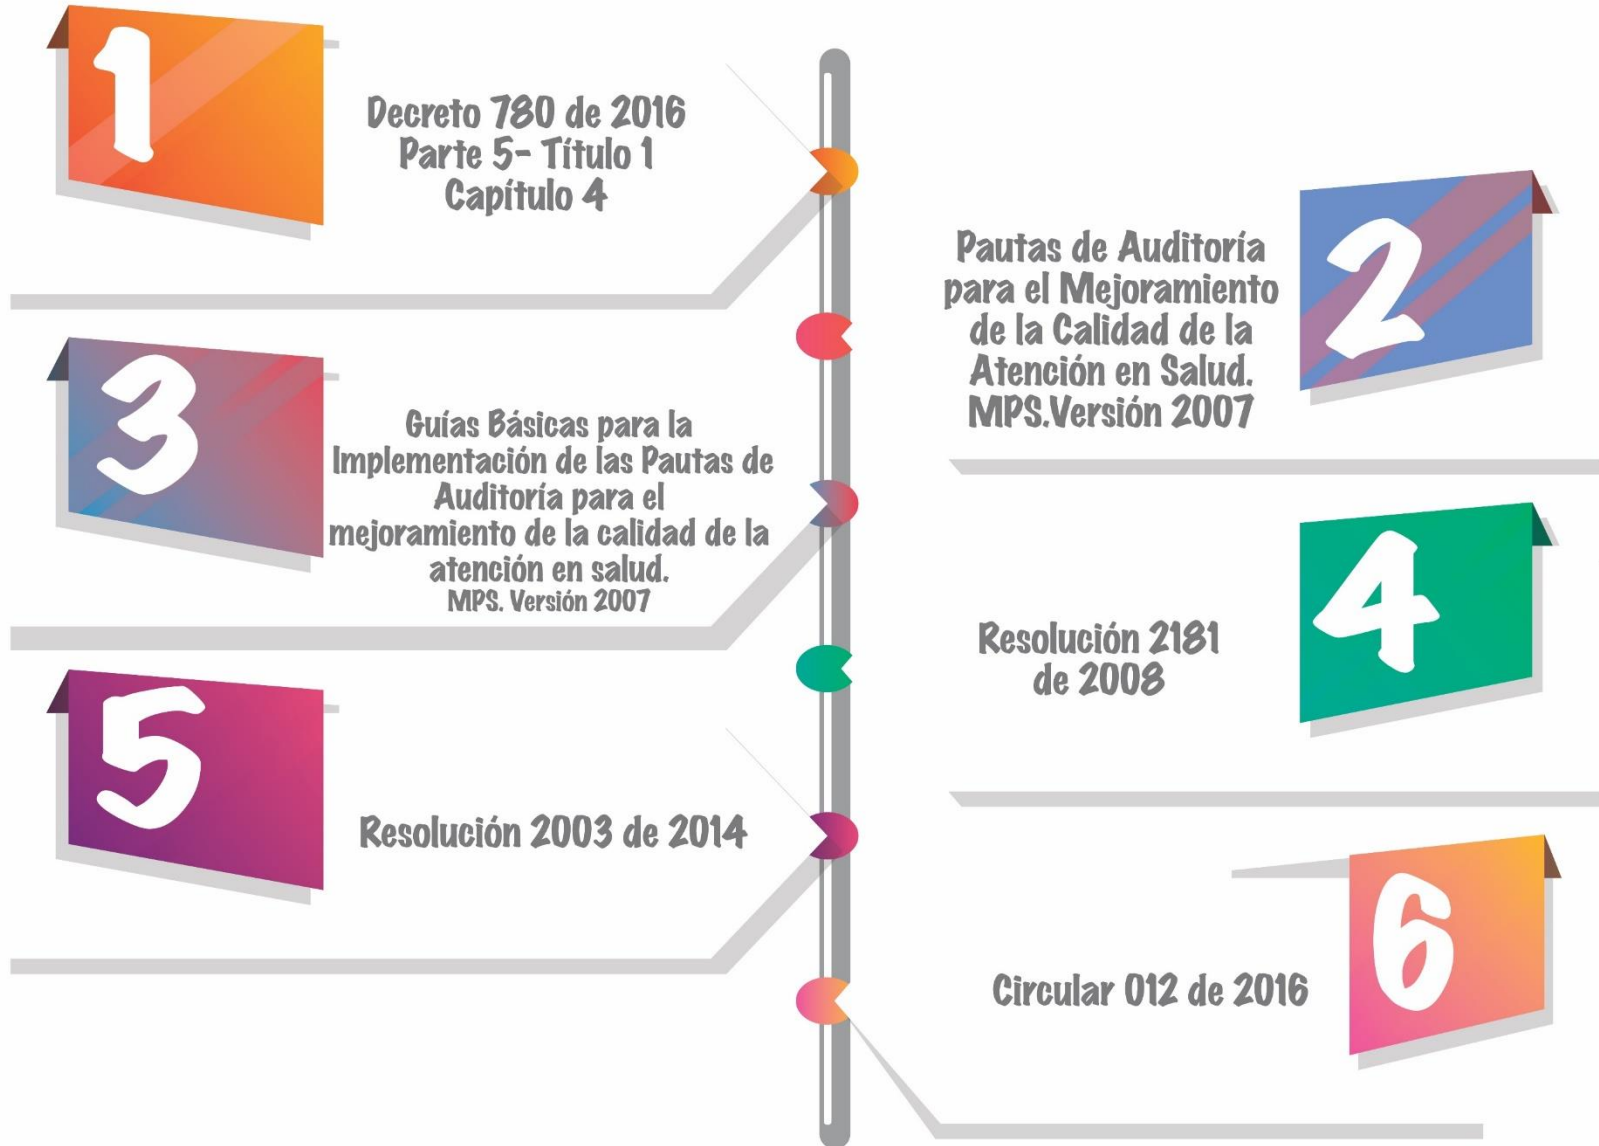 1
Decreto 780 de 2016
Parte 5- Título 1
Capítulo 4
2
Pautas de Auditoría
para el Mejoramiento
de la Calidad de la
Atención en Salud.
MPS.Versión 2007
3
Guías Básicas para la
Implementación de las Pautas de
Auditoría para el
mejoramiento de la calidad de la
atención en salud.
MPS. Versión 2007
4
Resolución 2181
de 2008
5
Resolución 2003 de 2014
6
Circular 012 de 2016